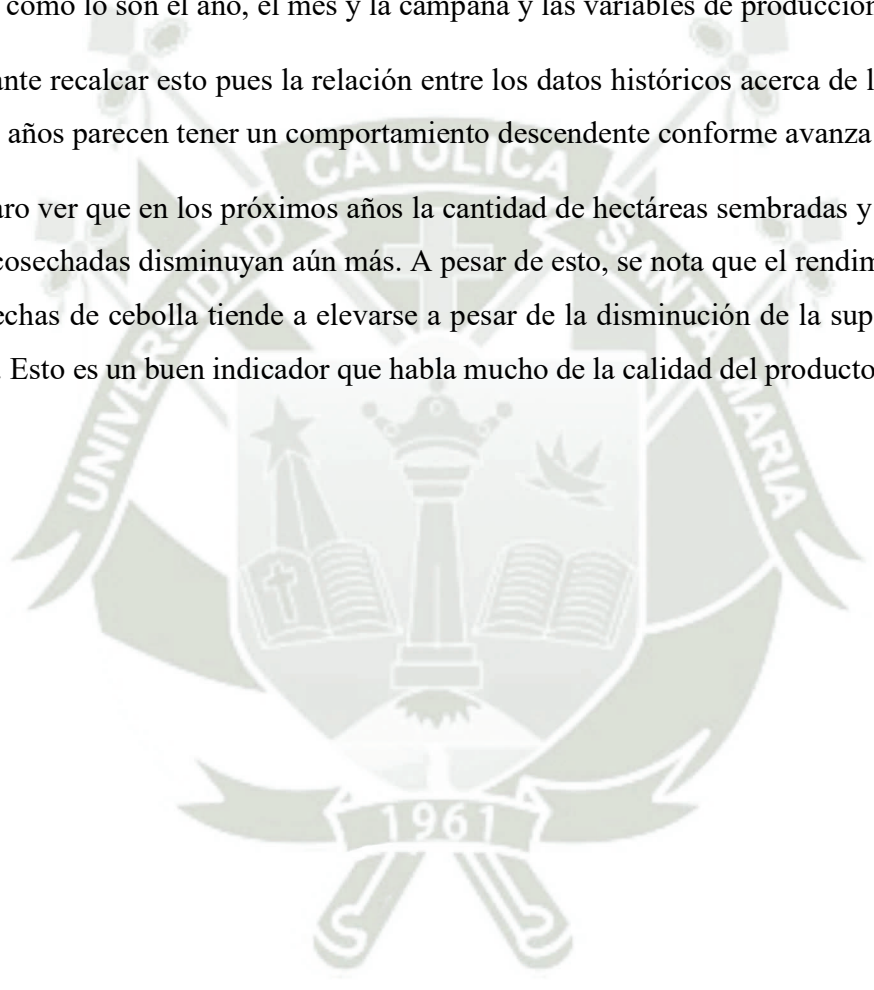 como lo son el año, el mes y la campaña y las variables de producción
ante recalcar esto pues la relación entre los datos históricos acerca de l
años parecen tener un comportamiento descendente conforme avanza
CATOLICA
aro ver que en los próximos años la cantidad de hectáreas sembradas y
UNIVERSIDAD
SANTA MARIA
cosechadas disminuyan aún más. A pesar de esto, se nota que el rendim
echas de cebolla tiende a elevarse a pesar de la disminución de la sup
. Esto es un buen indicador que habla mucho de la calidad del producto
1961